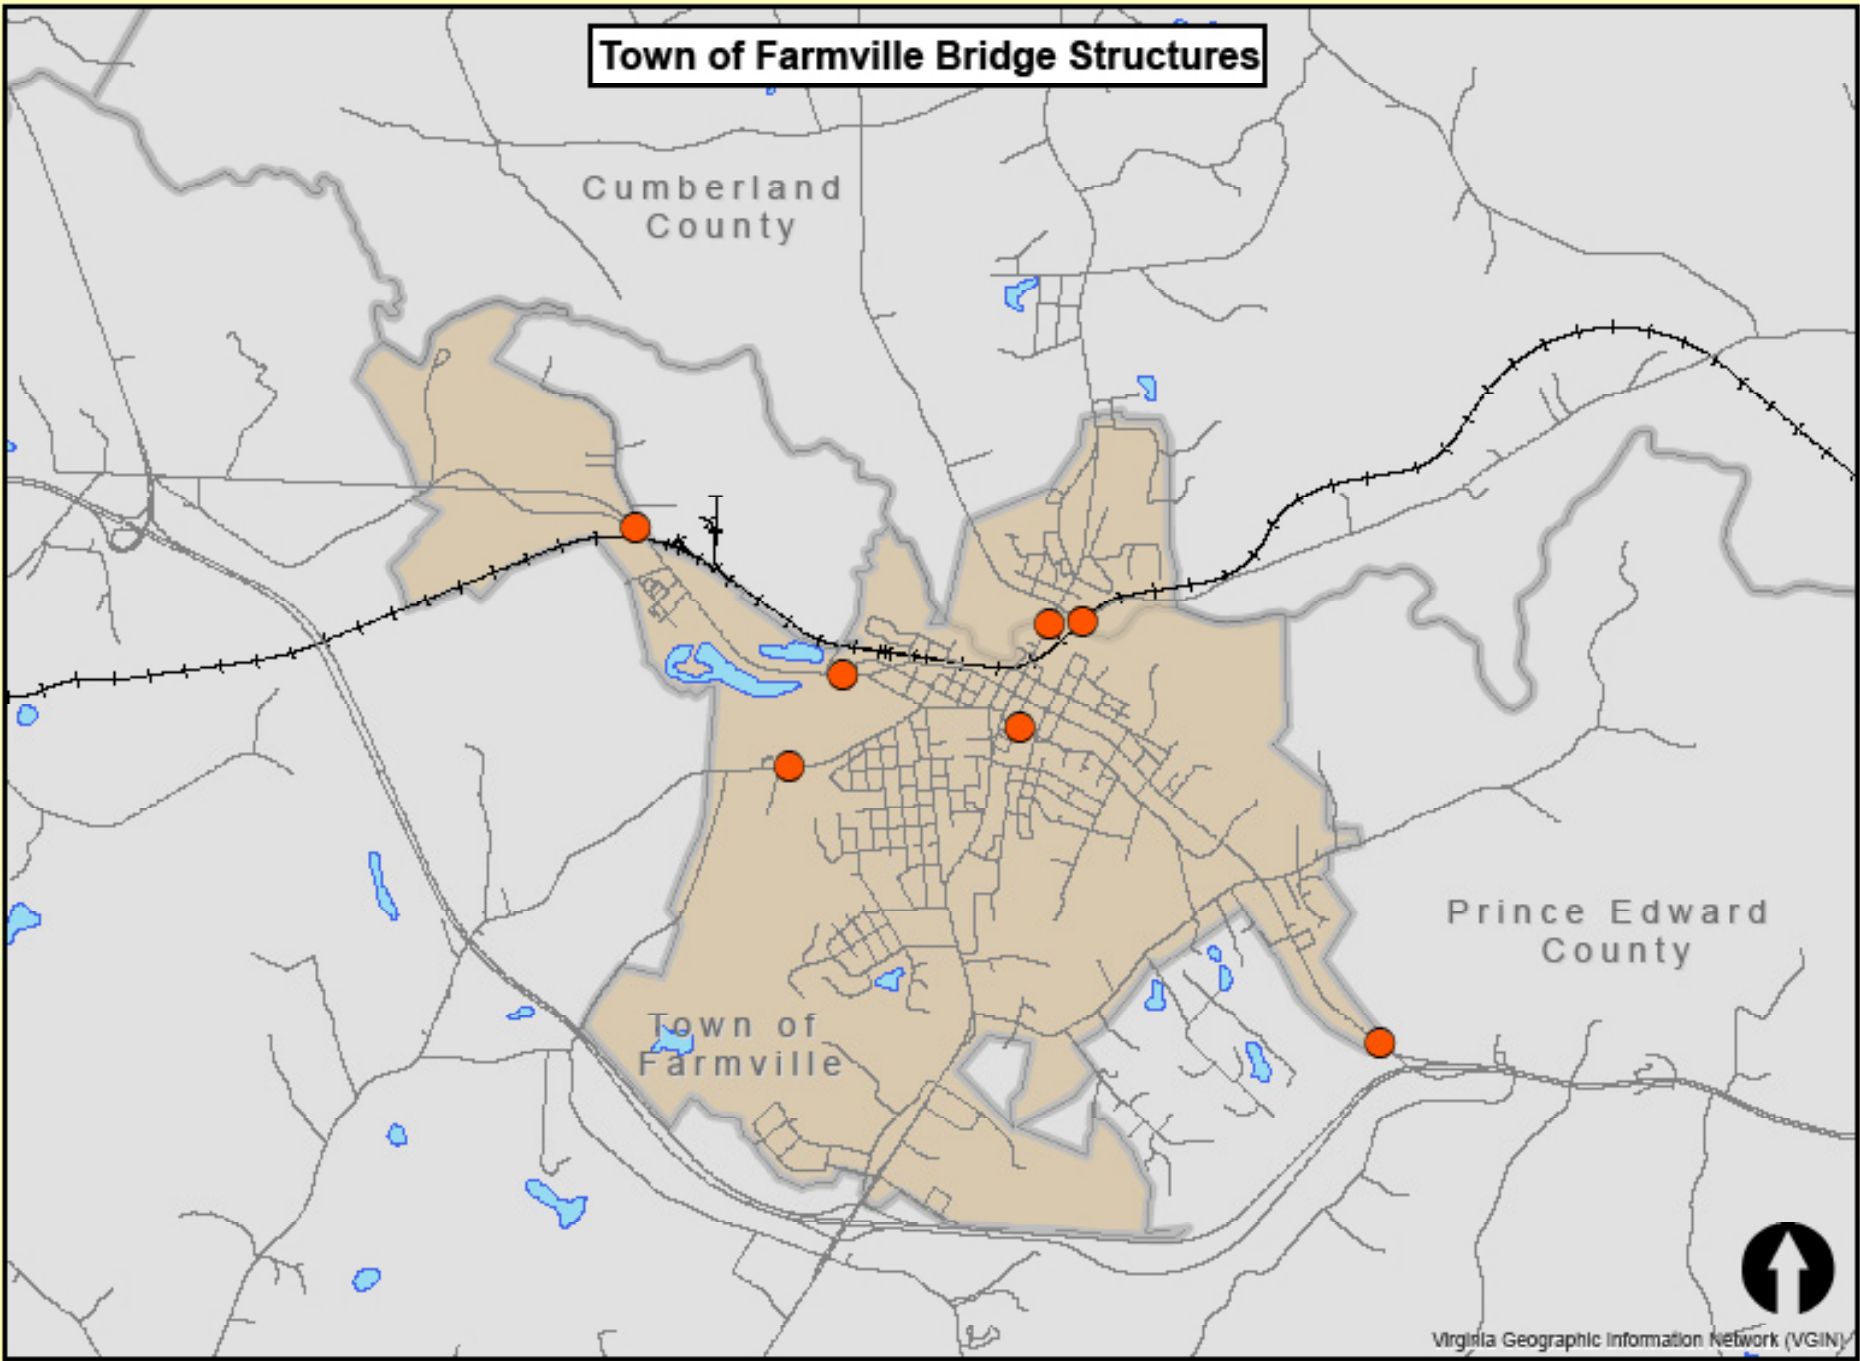 Town of Farmville Bridge Structures
Cumberland
County
Prince Edward
County
Town of
Farmville
Virginia Geographic Information Network (VGIN)